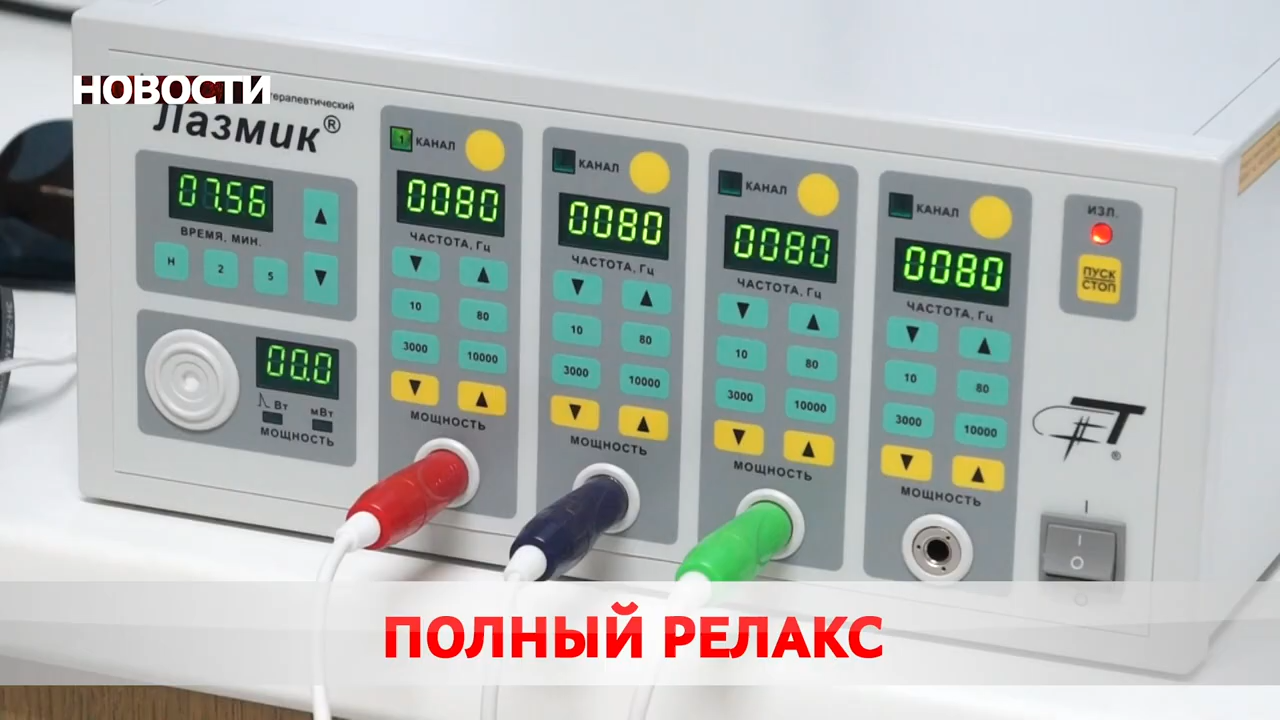 НОВОСТИ
терапевтический
Лазмик®
07.56
ВРЕМЯ, МИН.
Н 2 5
00.0
Вт мВт
МОЩНОСТЬ
1 КАНАЛ
0080
ЧАСТОТА, Гц
10 80
3000 10000
МОЩНОСТЬ
КАНАЛ
0080
ЧАСТОТА, Гц
10 80
3000 10000
МОЩНОСТЬ
КАНАЛ
0080
ЧАСТОТА, Гц
10 80
3000 10000
МОЩНОСТЬ
КАНАЛ
0080
ЧАСТОТА, Гц
10 80
3000 10000
МОЩНОСТЬ
ИЗЛ.
ПУСК
СТОП
T
®
I
I
O
ПОЛНЫЙ РЕЛАКС